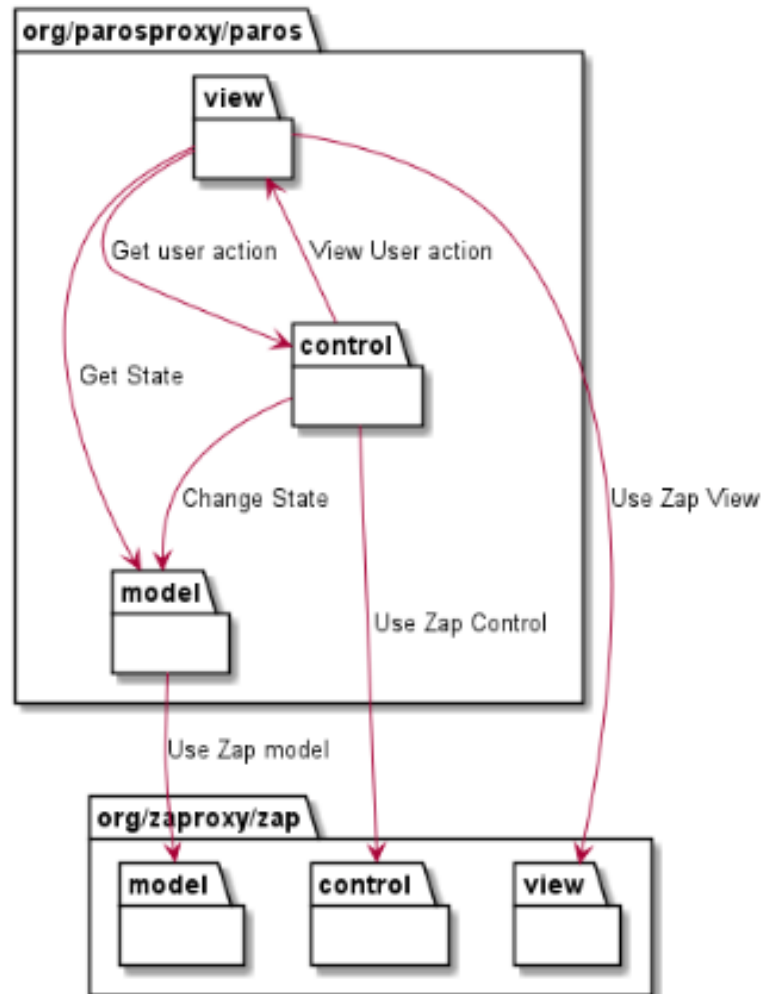 org/parosproxy/paros
view
Get user action
View User action
control
Get State
Change State
Use Zap View
model
Use Zap Control
Use Zap model
org/zaproxy/zap
model
control
view